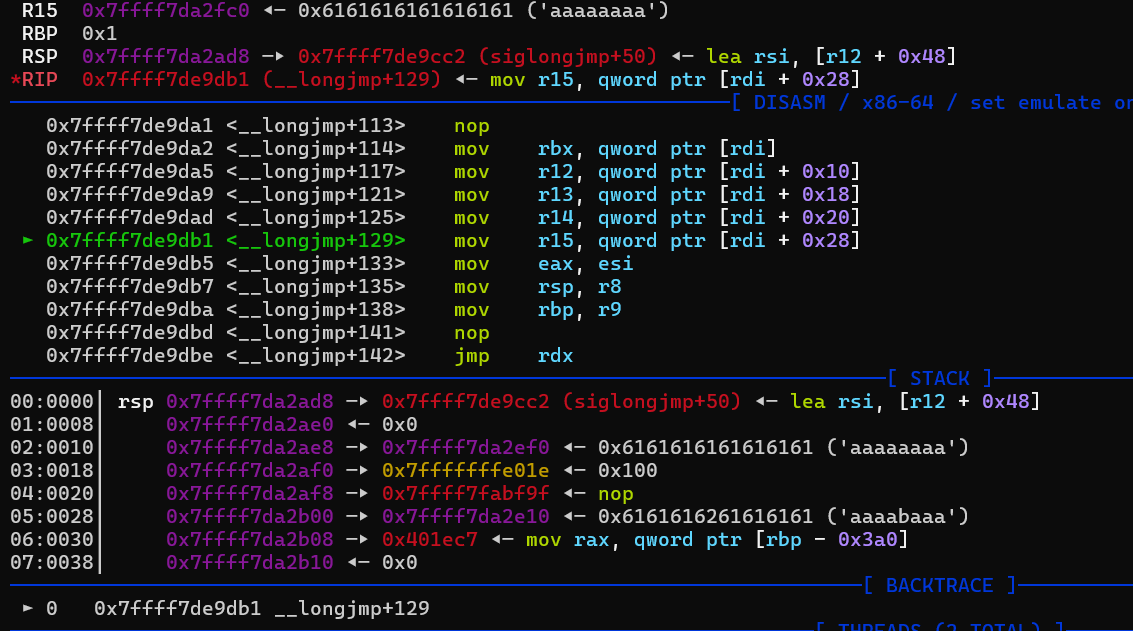 R15 0x7ffff7da2fc0 ◂— 0x6161616161616161 ('aaaaaaaa')
RBP 0x1
RSP 0x7ffff7da2ad8 —▸ 0x7ffff7de9cc2 (siglongjmp+50) ◂— lea rsi, [r12 + 0x48]
*RIP 0x7ffff7de9db1 (__longjmp+129) ◂— mov r15, qword ptr [rdi + 0x28]
[ DISASM / x86-64 / set emulate on
0x7ffff7de9da1 <__longjmp+113> nop
0x7ffff7de9da2 <__longjmp+114> mov rbx, qword ptr [rdi]
0x7ffff7de9da5 <__longjmp+117> mov r12, qword ptr [rdi + 0x10]
0x7ffff7de9da9 <__longjmp+121> mov r13, qword ptr [rdi + 0x18]
0x7ffff7de9dad <__longjmp+125> mov r14, qword ptr [rdi + 0x20]
► 0x7ffff7de9db1 <__longjmp+129> mov r15, qword ptr [rdi + 0x28]
0x7ffff7de9db5 <__longjmp+133> mov eax, esi
0x7ffff7de9db7 <__longjmp+135> mov rsp, r8
0x7ffff7de9dba <__longjmp+138> mov rbp, r9
0x7ffff7de9dbd <__longjmp+141> nop
0x7ffff7de9dbe <__longjmp+142> jmp rdx
[ STACK ]
00:0000│ rsp 0x7ffff7da2ad8 —▸ 0x7ffff7de9cc2 (siglongjmp+50) ◂— lea rsi, [r12 + 0x48]
01:0008│ 0x7ffff7da2ae0 ◂— 0x0
02:0010│ 0x7ffff7da2ae8 —▸ 0x7ffff7da2ef0 ◂— 0x6161616161616161 ('aaaaaaaa')
03:0018│ 0x7ffff7da2af0 —▸ 0x7fffffffe01e ◂— 0x100
04:0020│ 0x7ffff7da2af8 —▸ 0x7ffff7fabf9f ◂— nop
05:0028│ 0x7ffff7da2b00 —▸ 0x7ffff7da2e10 ◂— 0x6161616261616161 ('aaaabaaa')
06:0030│ 0x7ffff7da2b08 —▸ 0x401ec7 ◂— mov rax, qword ptr [rbp - 0x3a0]
07:0038│ 0x7ffff7da2b10 ◂— 0x0
[ BACKTRACE ]
► 0 0x7ffff7de9db1 __longjmp+129
[ THREADS (2 TOTAL) ]